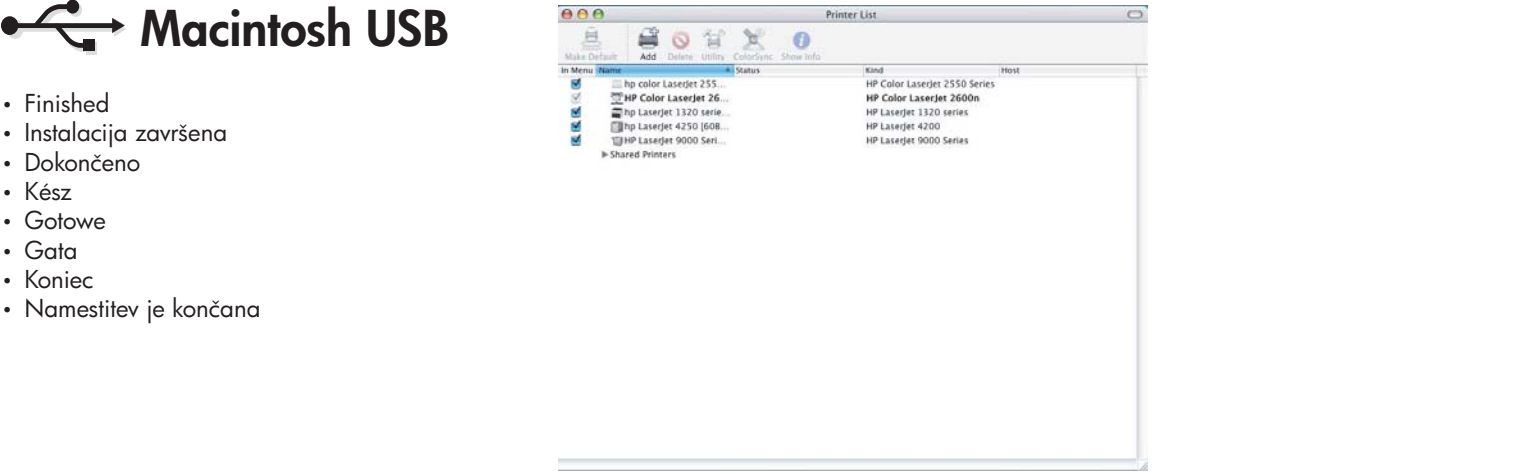 Macintosh USB
• Finished
• Instalacija završena
• Dokončeno
• Kész
• Gotowe
• Gata
• Koniec
• Namestitev je končana
Printer List
Make Default Add Delete Utility ColorSync Show Info
In Menu Name Status Kind Host
hp color LaserJet 255... HP Color LaserJet 2550 Series
HP Color LaserJet 26... HP Color LaserJet 2600n
hp LaserJet 1320 serie... HP LaserJet 1320 series
hp LaserJet 4250 [608... HP LaserJet 4200
HP LaserJet 9000 Seri... HP LaserJet 9000 Series
Shared Printers